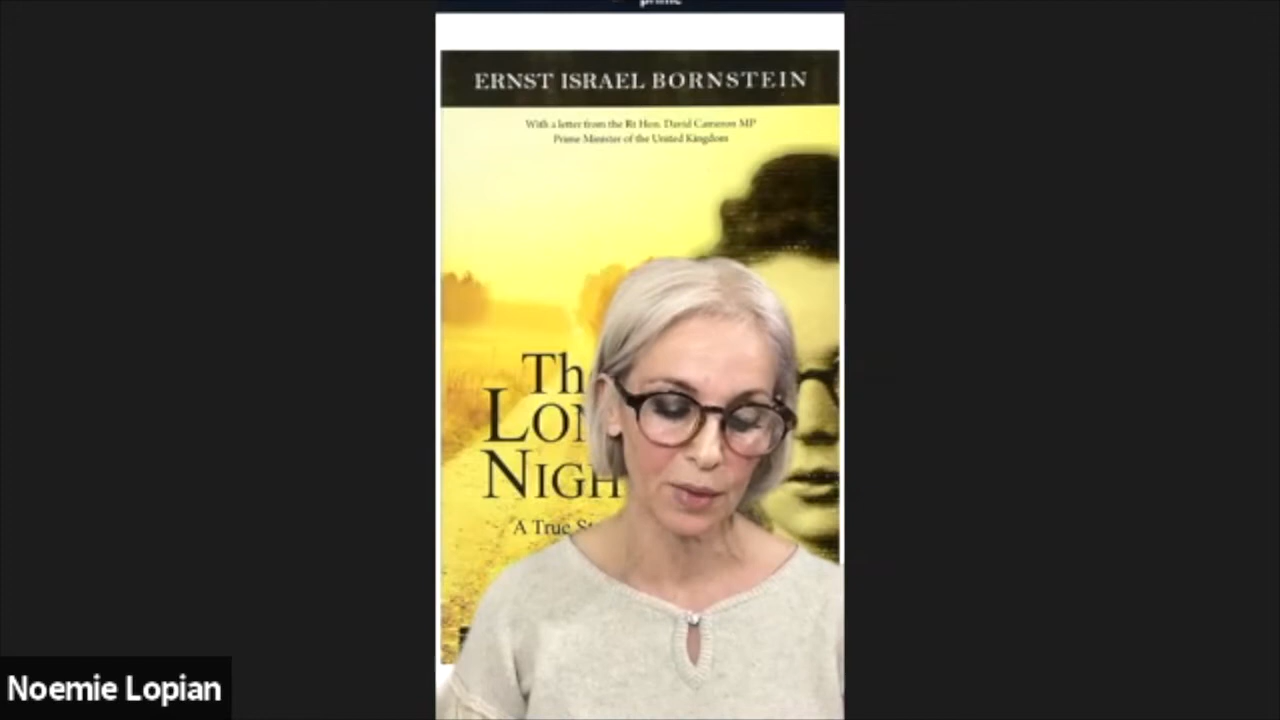 prime
ERNST ISRAEL BORNSTEIN
With a letter from the Rt Hon. David Cameron MP
Prime Minister of the United Kingdom
Th
LON
NIGH
A True St
Noemie Lopian